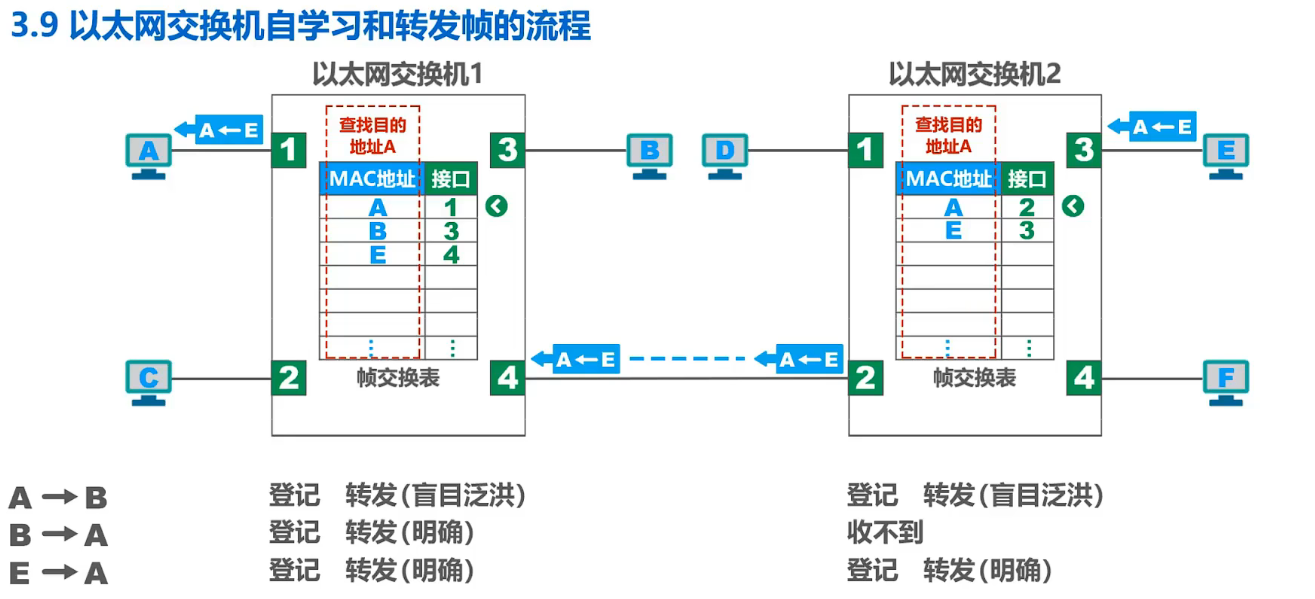 3.9 以太网交换机自学习和转发帧的流程
以太网交换机1
以太网交换机2
A
A←E
1
查找目的
地址A
MAC地址 接口
A 1
B 3
E 4
⋮ ⋮
帧交换表
3
B
C
2
4
A←E
A←E
D
1
查找目的
地址A
MAC地址 接口
A 2
E 3
⋮ ⋮
帧交换表
3
A←E
E
2
4
F
A→B 登记 转发(盲目泛洪) 登记 转发(盲目泛洪)
B→A 登记 转发(明确) 收不到
E→A 登记 转发(明确) 登记 转发(明确)